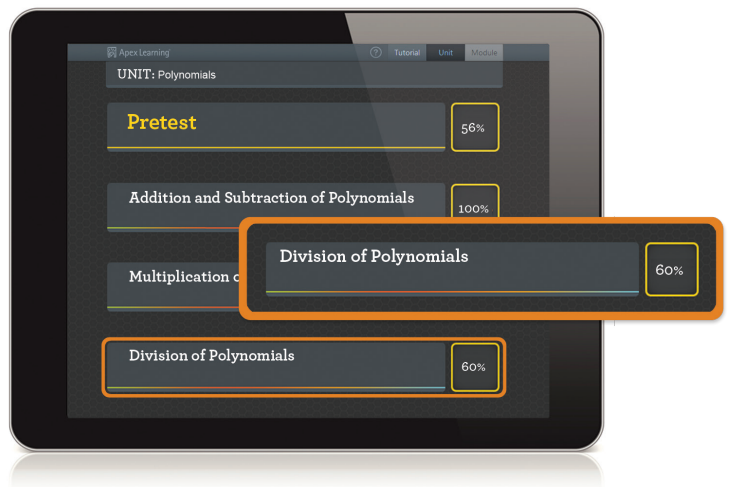 Apex Learning
? Tutorial Unit Module
UNIT: Polynomials
Pretest 56%
Addition and Subtraction of Polynomials 100%
Multiplication
Division of Polynomials 60%
Division of Polynomials 60%